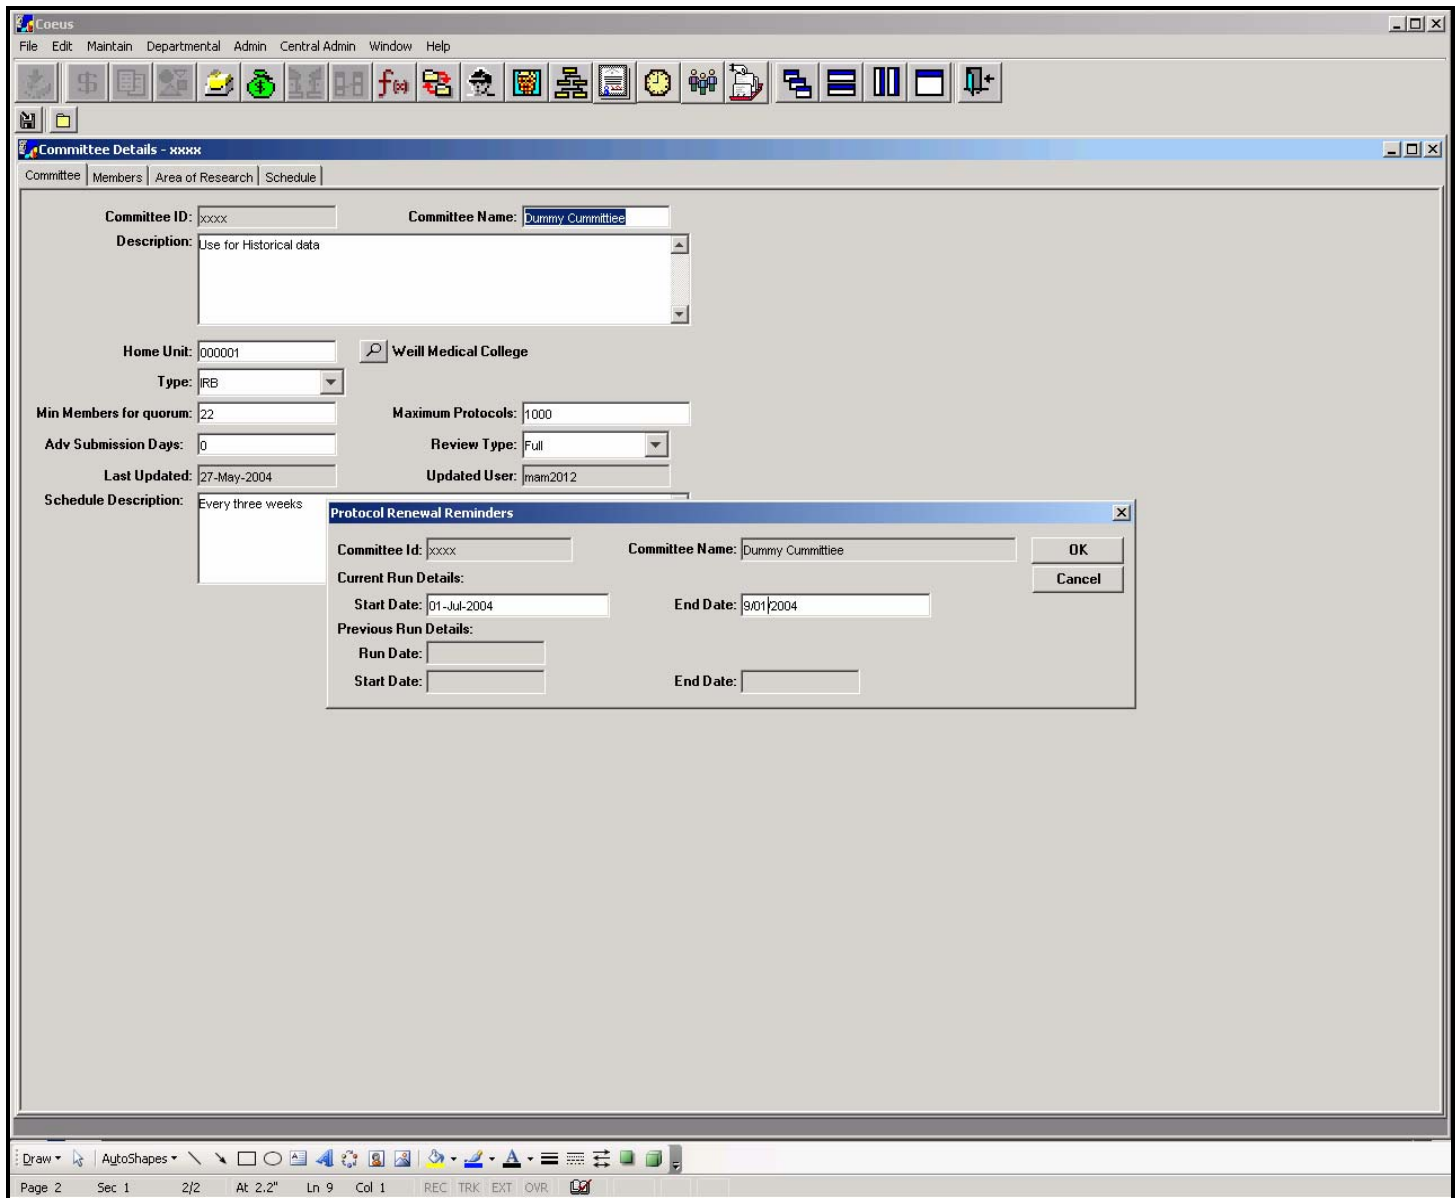 Coeus
File Edit Maintain Departmental Admin Central Admin Window Help
Committee Details - xxxx
Committee Members Area of Research Schedule
Committee ID: xxxx Committee Name: Dummy Cummittiee
Description: Use for Historical data
Home Unit: 000001 Weill Medical College
Type: IRB
Min Members for quorum: 22 Maximum Protocols: 1000
Adv Submission Days: 0 Review Type: Full
Last Updated: 27-May-2004 Updated User: mam2012
Schedule Description: Every three weeks
Protocol Renewal Reminders
Committee Id: xxxx Committee Name: Dummy Cummittiee OK
Current Run Details: Cancel
Start Date: 01-Jul-2004 End Date: 9/01/2004
Previous Run Details:
Run Date:
Start Date: End Date:
Draw AutoShapes
Page 2 Sec 1 2/2 At 2.2" Ln 9 Col 1 REC TRK EXT OVR